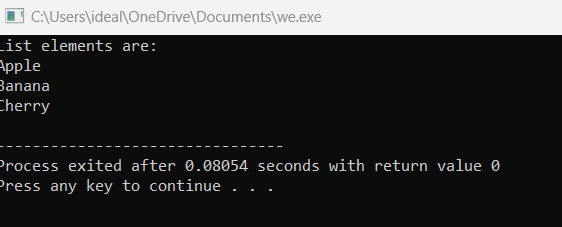 C:\Users\ideal\OneDrive\Documents\we.exe
List elements are:
Apple
Banana
Cherry
--------------------------------
Process exited after 0.08054 seconds with return value 0
Press any key to continue . . .